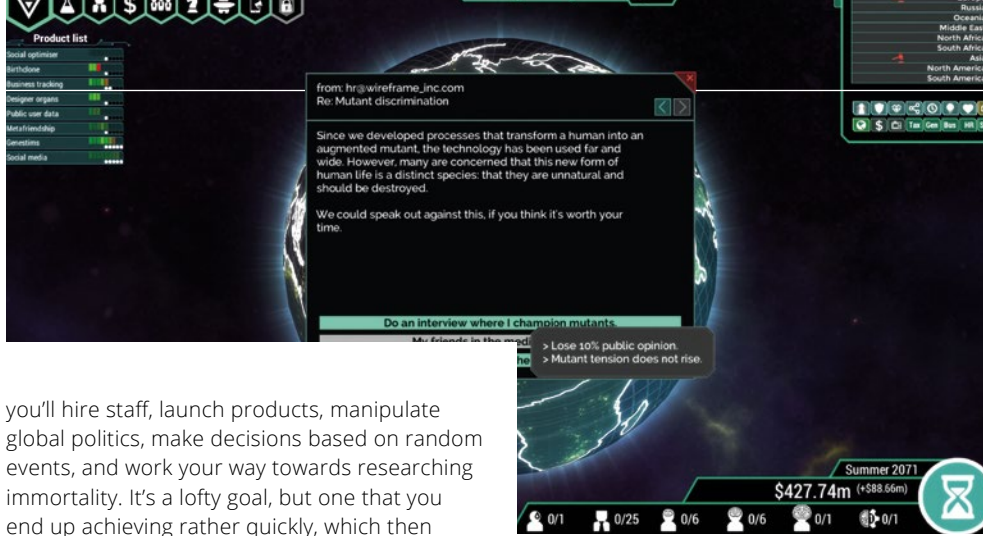 Product list
Social optimiser
Birthdone
Business tracking
Designer organs
Public user data
Metafriendship
Genestims
Social media
Russia
Oceania
Middle East
North Africa
South Africa
Asia
North America
South America
$ Tax Gen Bus HR
from: hr@wireframe_inc.com
Re: Mutant discrimination
Since we developed processes that transform a human into an
augmented mutant, the technology has been used far and
wide. However, many are concerned that this new form of
human life is a distinct species: that they are unnatural and
should be destroyed.
We could speak out against this, if you think it's worth your
time.
Do an interview where I champion mutants.
My friends in the
> Lose 10% public opinion.
> Mutant tension does not rise.
Summer 2071
$427.74m (+$88.66m)
0/1 0/25 0/6 0/6 0/1 0/1
you'll hire staff, launch products, manipulate
global politics, make decisions based on random
events, and work your way towards researching
immortality. It's a lofty goal, but one that you
end up achieving rather quickly, which then